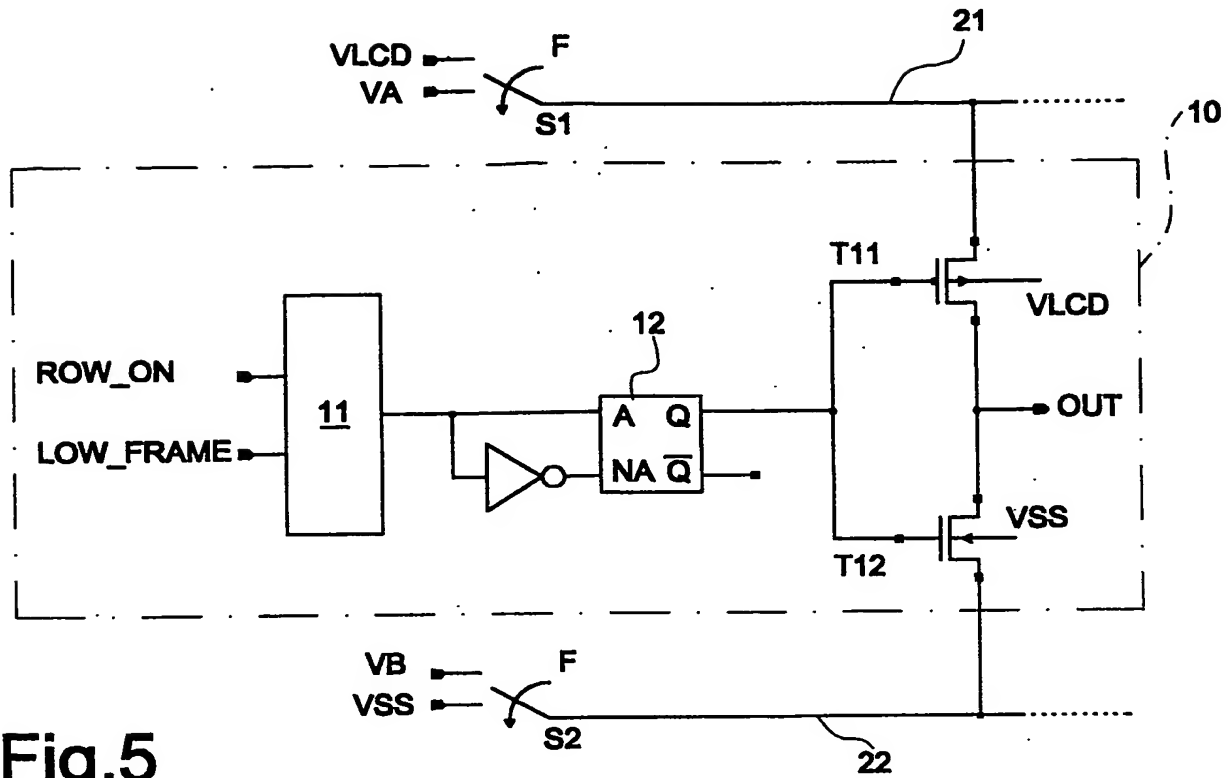 21
VLCD
F
VA
S1
10
T11
VLCD
12
ROW_ON
11
A Q
OUT
LOW_FRAME
NA Q̅
VSS
T12
VB
F
VSS
S2
22
Fig.5